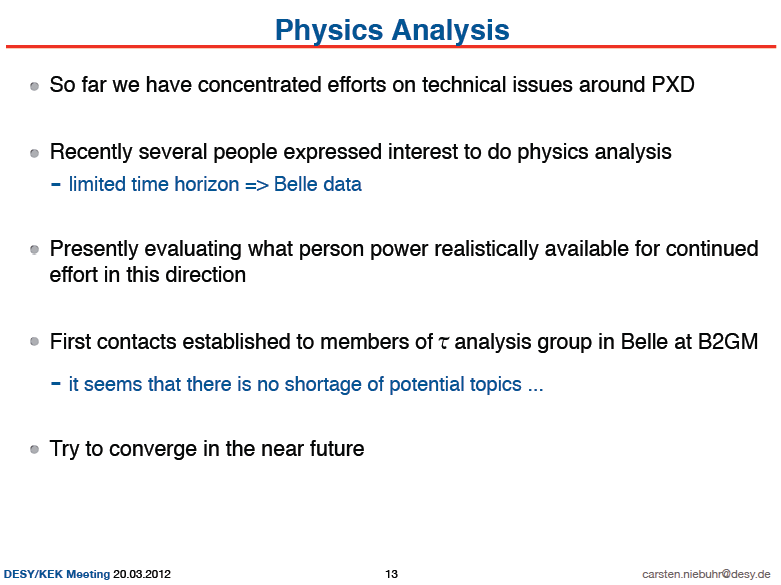 Physics Analysis
So far we have concentrated efforts on technical issues around PXD
Recently several people expressed interest to do physics analysis
- limited time horizon => Belle data
Presently evaluating what person power realistically available for continued
effort in this direction
First contacts established to members of τ analysis group in Belle at B2GM
- it seems that there is no shortage of potential topics ...
Try to converge in the near future
DESY/KEK Meeting 20.03.2012 13 carsten.niebuhr@desy.de